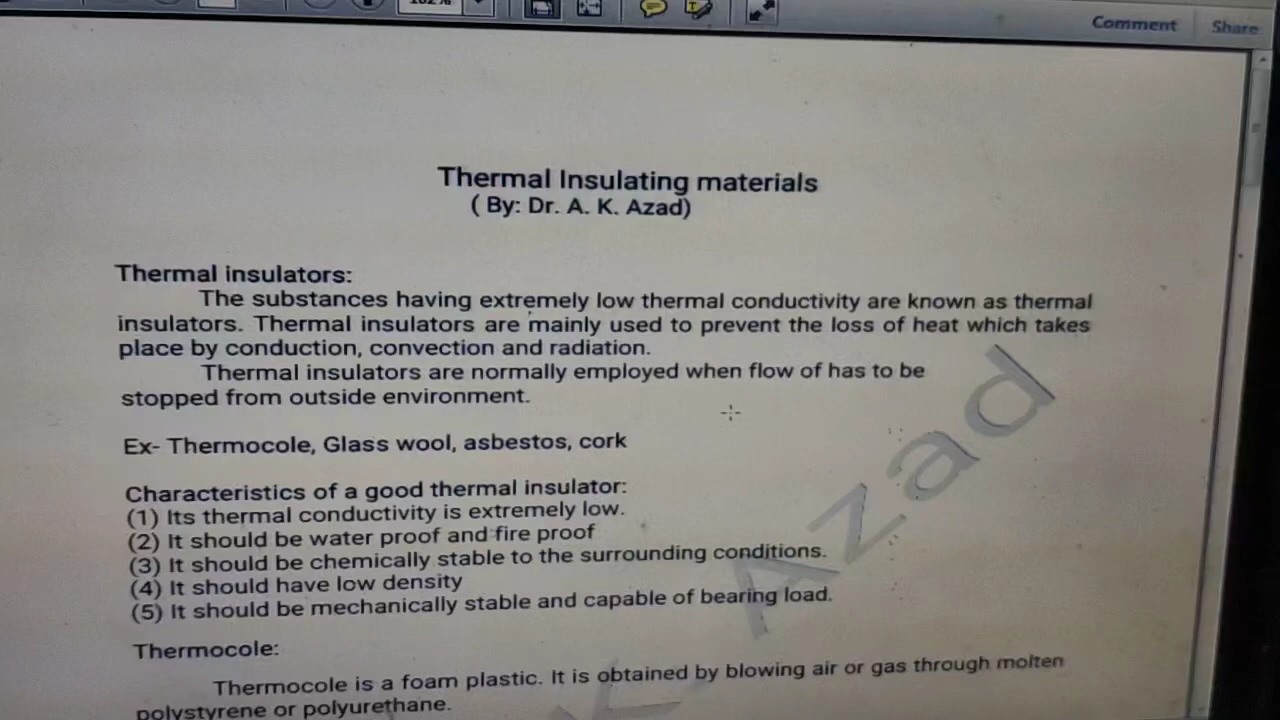 Comment
Share
Thermal Insulating materials
( By: Dr. A. K. Azad)
Thermal insulators:
The substances having extremely low thermal conductivity are known as thermal
insulators. Thermal insulators are mainly used to prevent the loss of heat which takes
place by conduction, convection and radiation.
Thermal insulators are normally employed when flow of has to be
stopped from outside environment.
Ex- Thermocole, Glass wool, asbestos, cork
Characteristics of a good thermal insulator:
(1) Its thermal conductivity is extremely low.
(2) It should be water proof and fire proof
(3) It should be chemically stable to the surrounding conditions.
(4) It should have low density
(5) It should be mechanically stable and capable of bearing load.
Thermocole:
Thermocole is a foam plastic. It is obtained by blowing air or gas through molten
polystyrene or polyurethane.
Azad